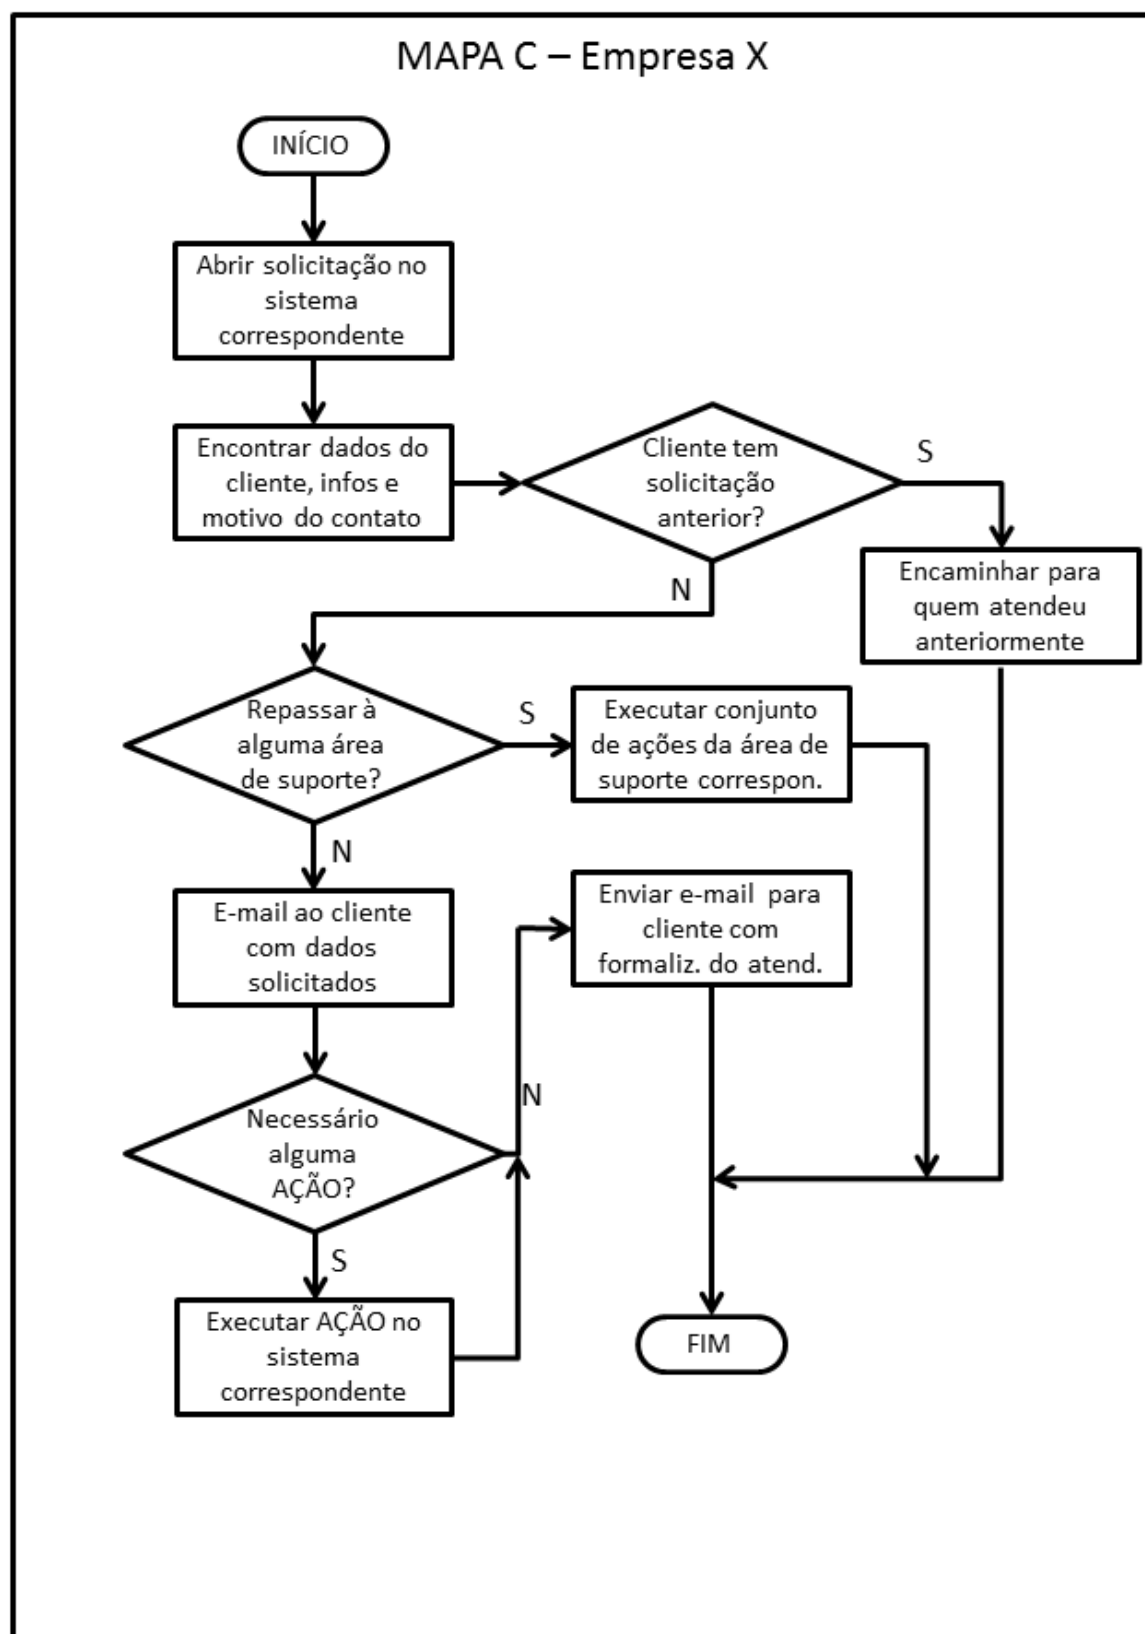 MAPA C – Empresa X
INÍCIO
Abrir solicitação no
sistema
correspondente
Encontrar dados do
cliente, infos e
motivo do contato
Cliente tem
solicitação
anterior?
S
Encaminhar para
quem atendeu
anteriormente
N
Repassar à
alguma área
de suporte?
S
Executar conjunto
de ações da área de
suporte correspon.
N
E-mail ao cliente
com dados
solicitados
Enviar e-mail para
cliente com
formaliz. do atend.
Necessário
alguma
AÇÃO?
N
S
Executar AÇÃO no
sistema
correspondente
FIM